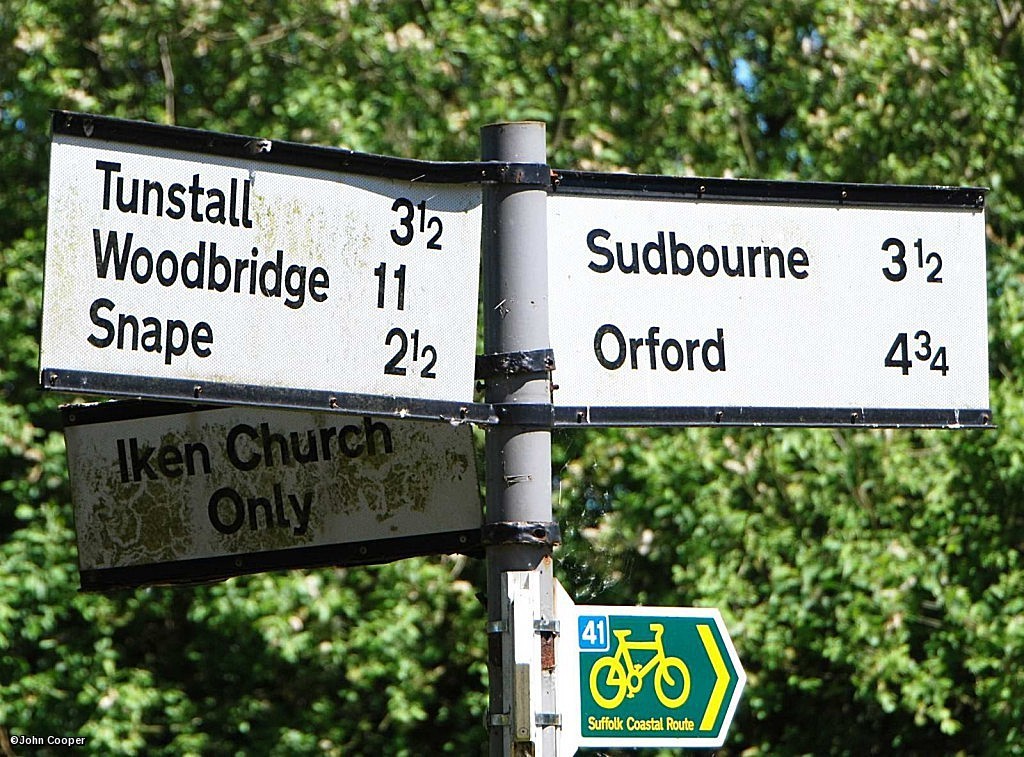 Tunstall 3½
Woodbridge 11
Snape 2½
Sudbourne 3½
Orford 4¾
Iken Church
Only
41
Suffolk Coastal Route
©John Cooper